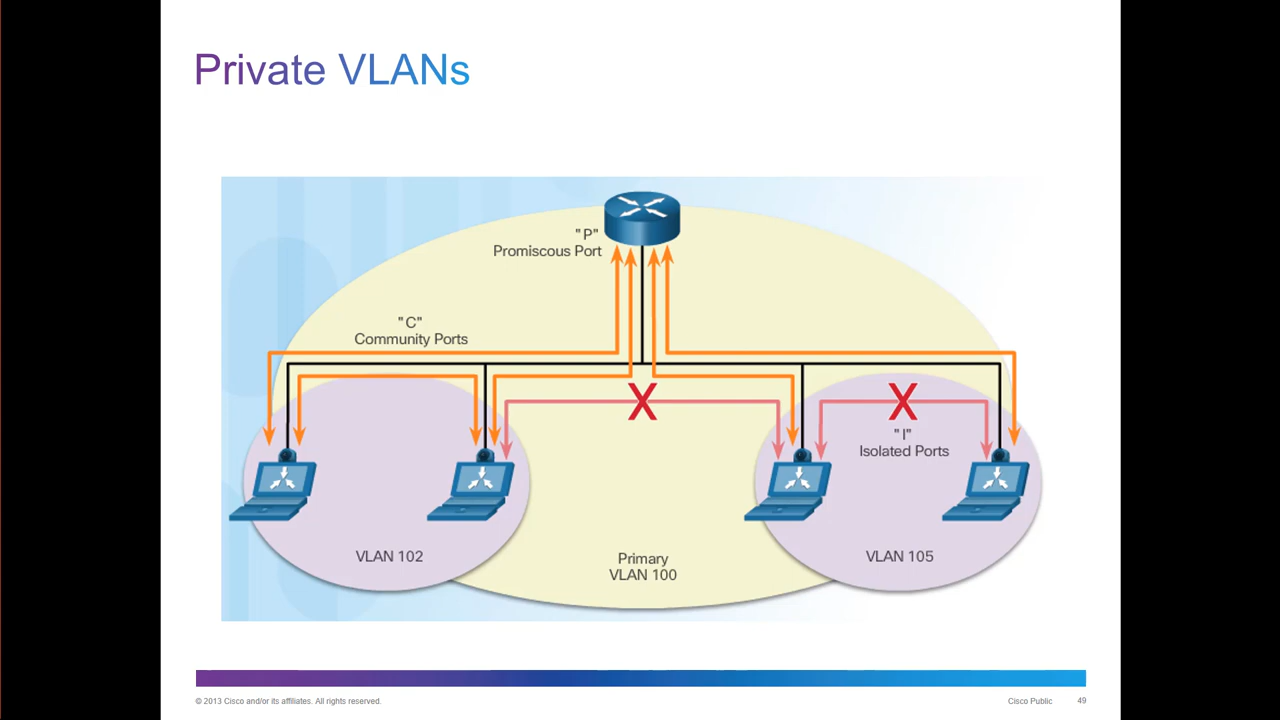 Private VLANs
"P"
Promiscous Port
"C"
Community Ports
X
X
"I"
Isolated Ports
VLAN 102
Primary
VLAN 100
VLAN 105
© 2013 Cisco and/or its affiliates. All rights reserved.
Cisco Public
49